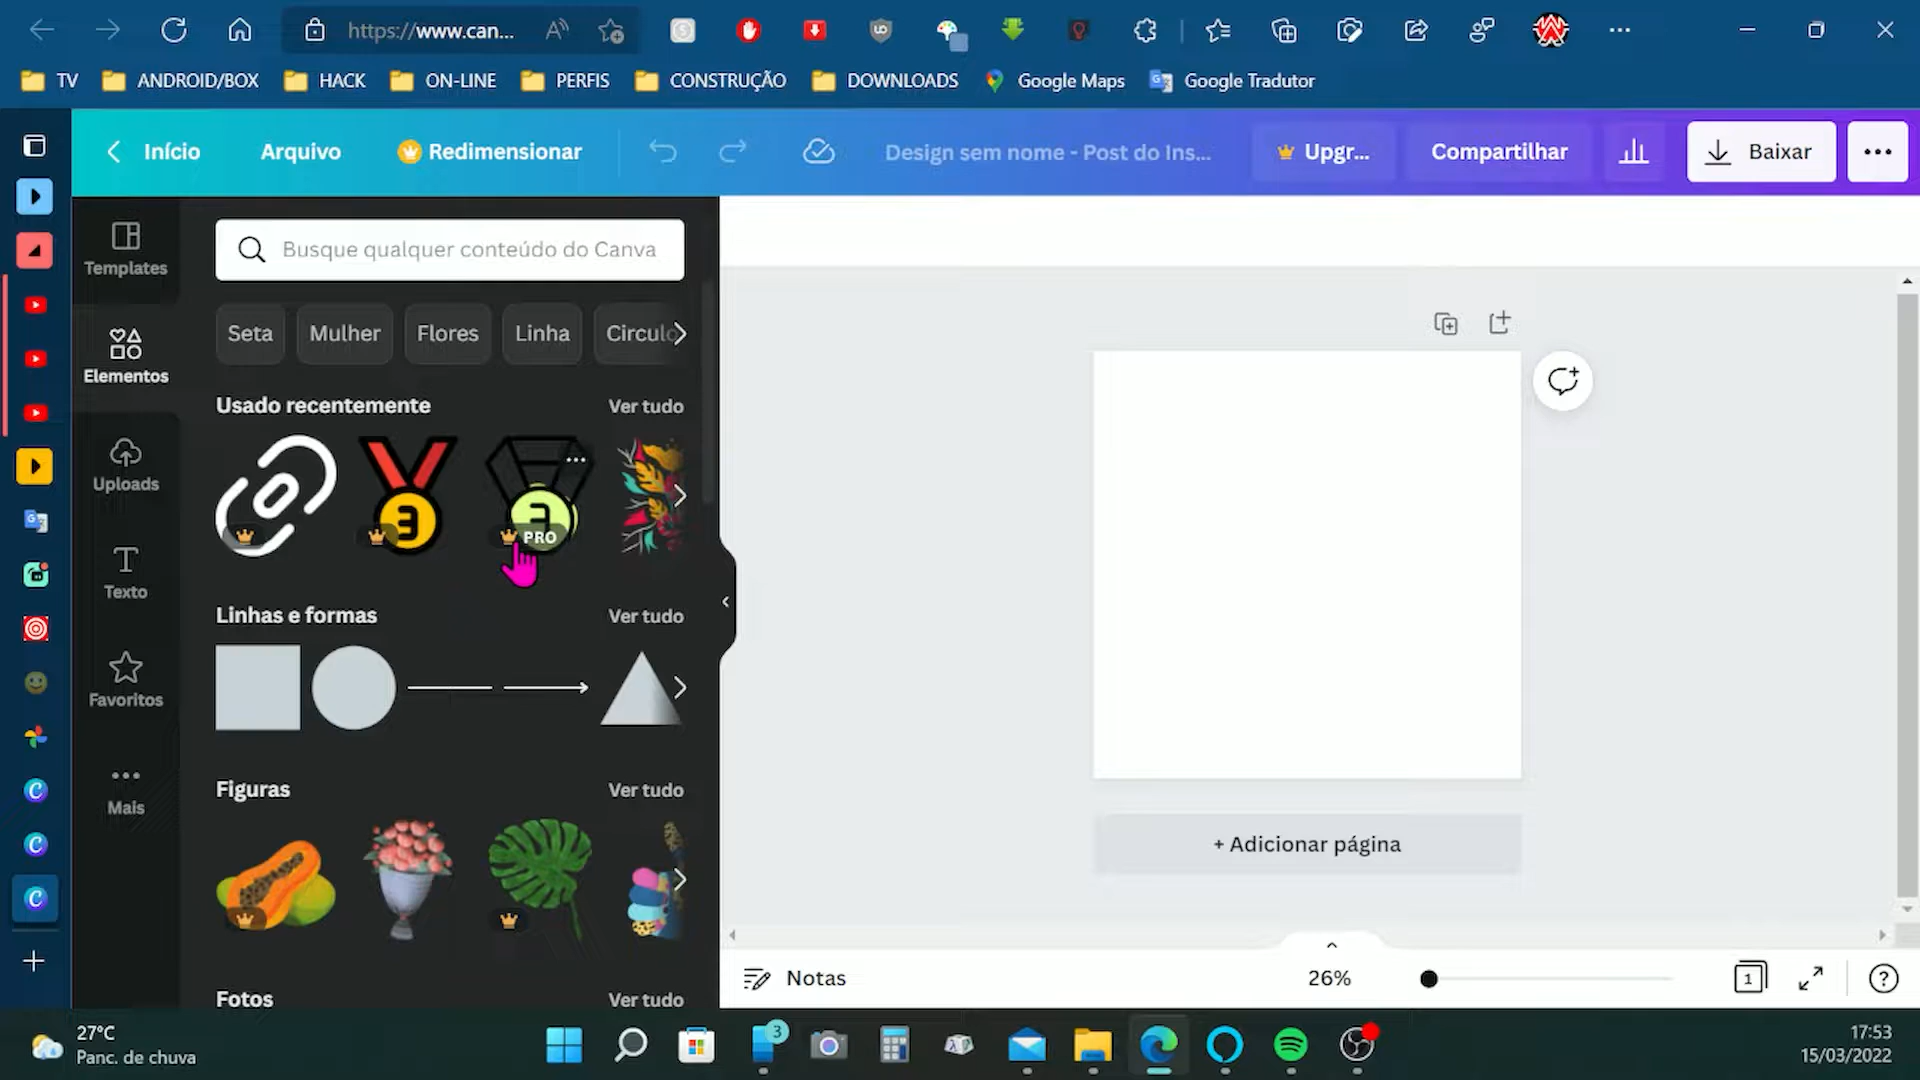 https://www.can...
TV
ANDROID/BOX
HACK
ON-LINE
PERFIS
CONSTRUÇÃO
DOWNLOADS
Google Maps
Google Tradutor
Início
Arquivo
Redimensionar
Design sem nome - Post do Ins...
Upgr...
Compartilhar
Baixar
Templates
Elementos
Uploads
Texto
Favoritos
Mais
Busque qualquer conteúdo do Canva
Seta
Mulher
Flores
Linha
Circulo
Usado recentemente
Ver tudo
3
3
PRO
Linhas e formas
Ver tudo
Figuras
Ver tudo
Fotos
Ver tudo
+ Adicionar página
Notas
26%
1
27°C
Panc. de chuva
3
17:53
15/03/2022